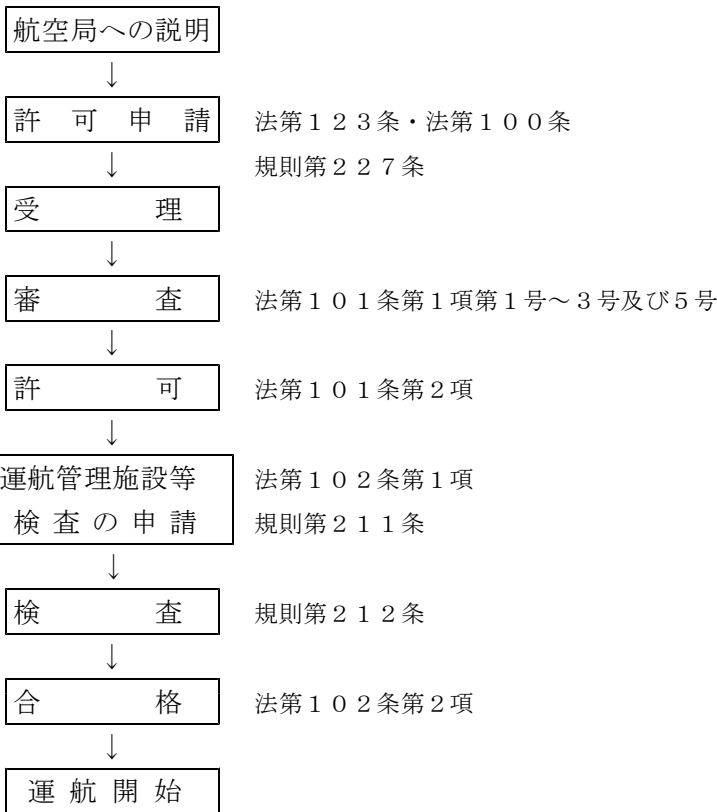 航空局への説明
↓
許可申請 法第１２３条・法第１００条
↓ 規則第２２７条
受理
↓
審査 法第１０１条第１項第１号～３号及び５号
↓
許可 法第１０１条第２項
↓
運航管理施設等 法第１０２条第１項
検査の申請 規則第２１１条
↓
検査 規則第２１２条
↓
合格 法第１０２条第２項
↓
運航開始